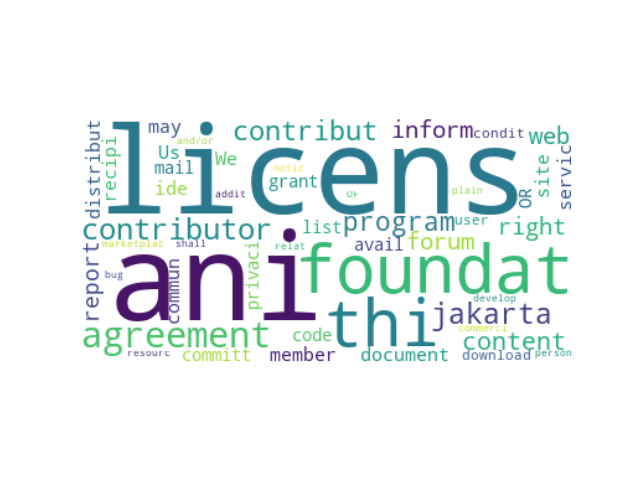 licens
ani
foundat
thi
jakarta
agreement
contributor
contribut
program
content
right
forum
inform
web
condit
may
Us
We
mail
and/or
ide
addit
grant
notic
OF
plain
OR
site
servic
distribut
recipi
list
user
avail
report
commun
privaci
marketplac
shall
relat
bug
code
develop
commerci
resourc
committ
member
document
download
person